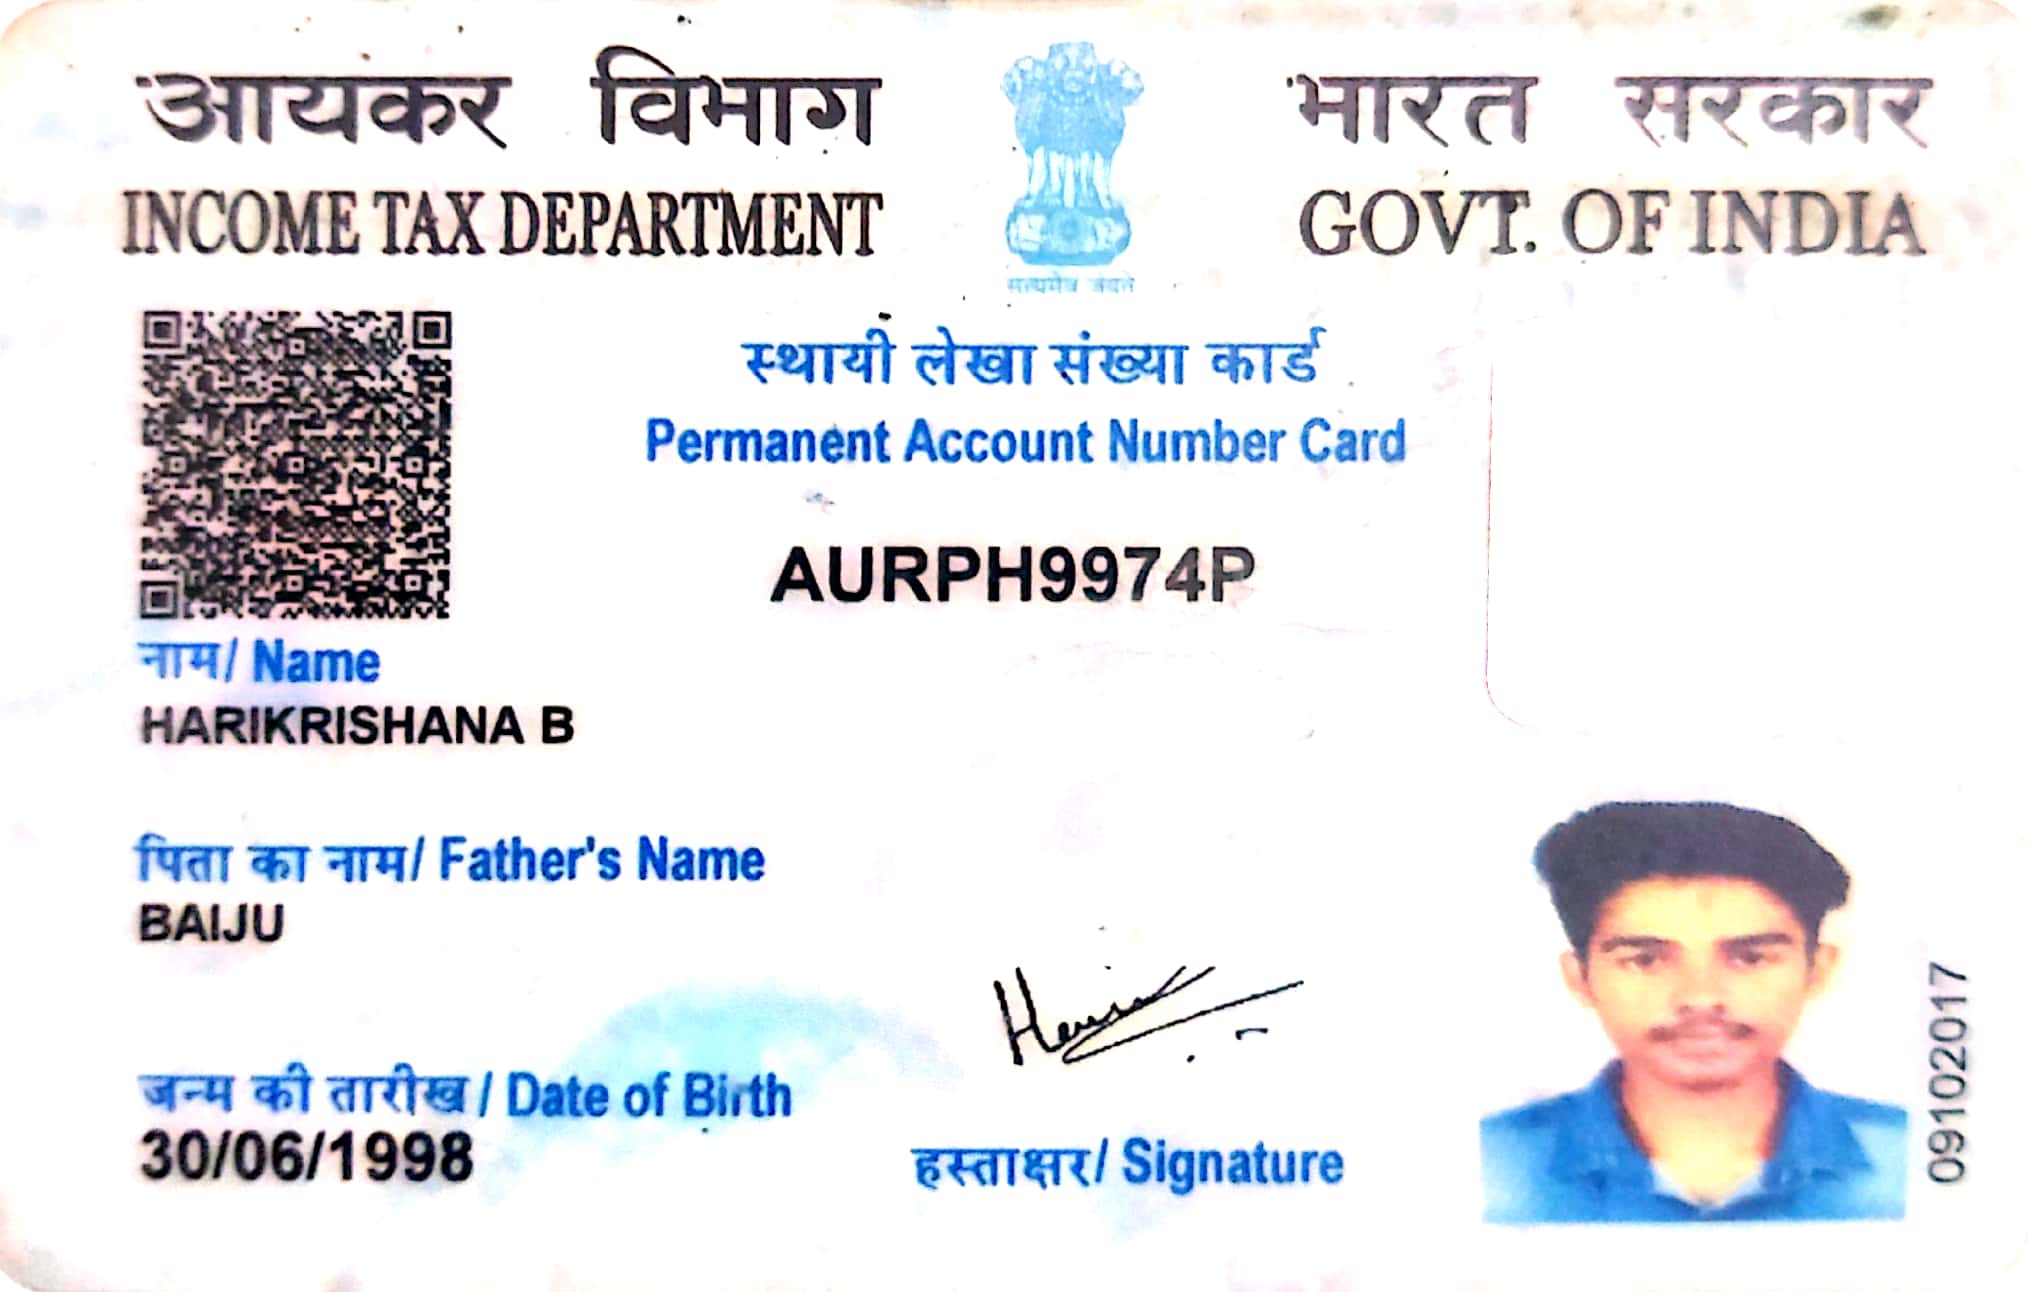 आयकर विभाग
INCOME TAX DEPARTMENT
सत्यमेव जयते
भारत सरकार
GOVT. OF INDIA
स्थायी लेखा संख्या कार्ड
Permanent Account Number Card
AURPH9974P
नाम/ Name
HARIKRISHANA B
पिता का नाम/ Father's Name
BAIJU
जन्म की तारीख/ Date of Birth
30/06/1998
हस्ताक्षर/ Signature
09102017